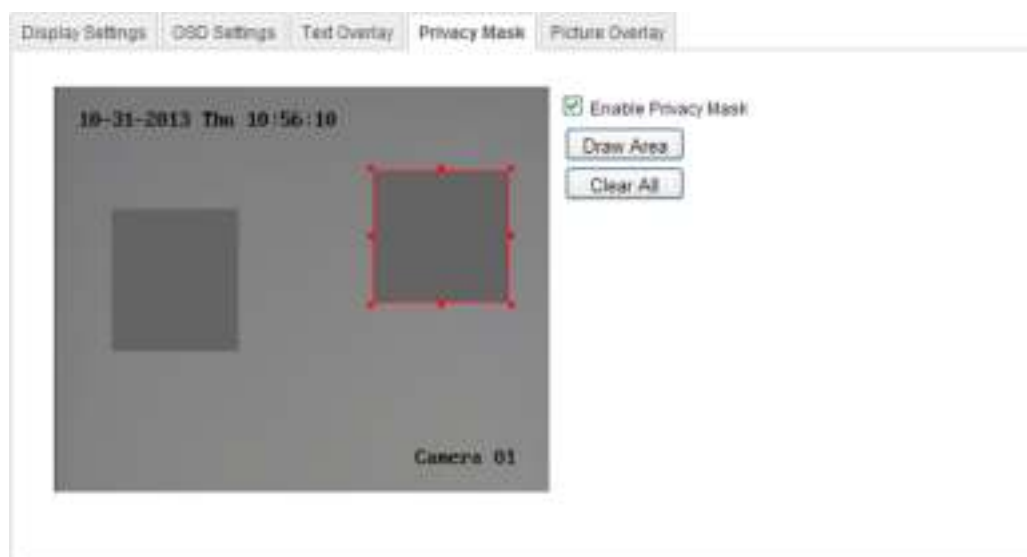 Display Settings OSD Settings Text Overlay Privacy Mask Picture Overlay
10-31-2013 Thu 10:56:10
Enable Privacy Mask
Draw Area
Clear All
Camera 01